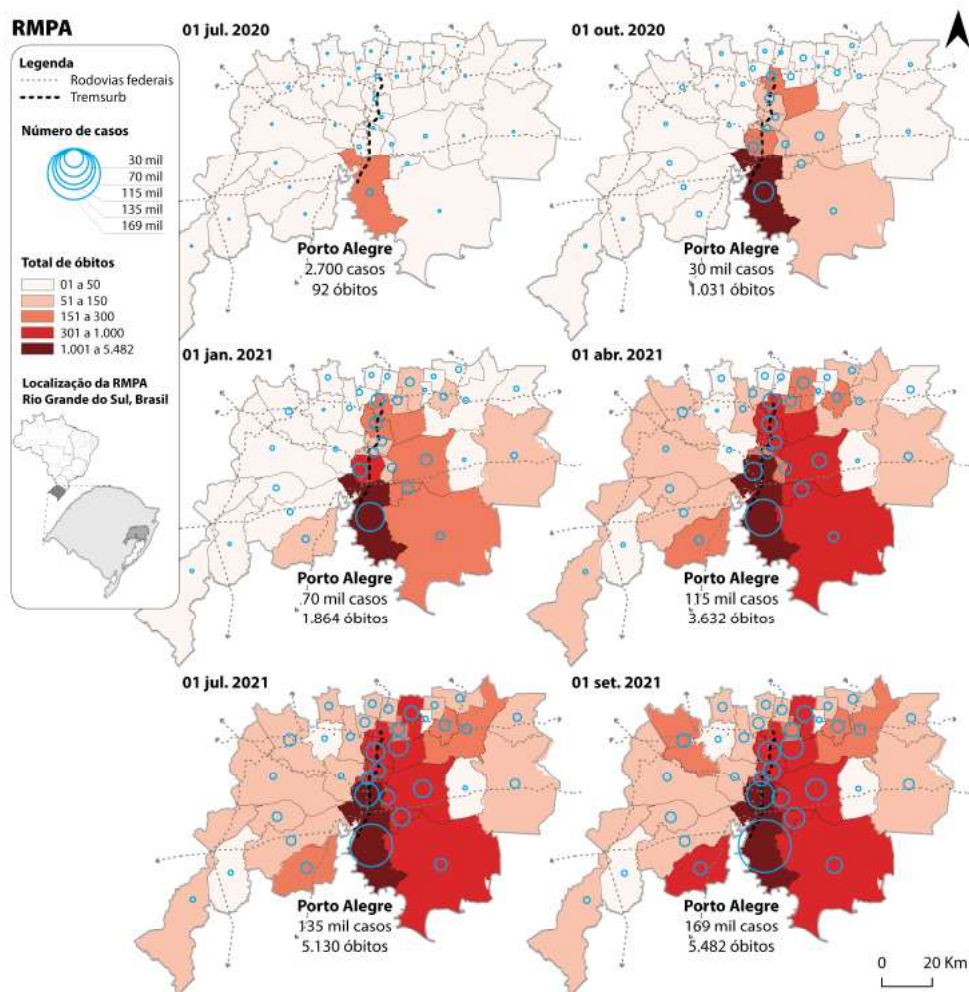 RMPA
Legenda
Rodovias federais
Tremsurb
Número de casos
30 mil
70 mil
115 mil
135 mil
169 mil
Total de óbitos
01 a 50
51 a 150
151 a 300
301 a 1.000
1.001 a 5.482
Localização da RMPA
Rio Grande do Sul, Brasil
01 jul. 2020
Porto Alegre
2.700 casos
92 óbitos
01 out. 2020
Porto Alegre
30 mil casos
1.031 óbitos
01 jan. 2021
Porto Alegre
70 mil casos
1.864 óbitos
01 abr. 2021
Porto Alegre
115 mil casos
3.632 óbitos
01 jul. 2021
Porto Alegre
135 mil casos
5.130 óbitos
01 set. 2021
Porto Alegre
169 mil casos
5.482 óbitos
0 20 Km